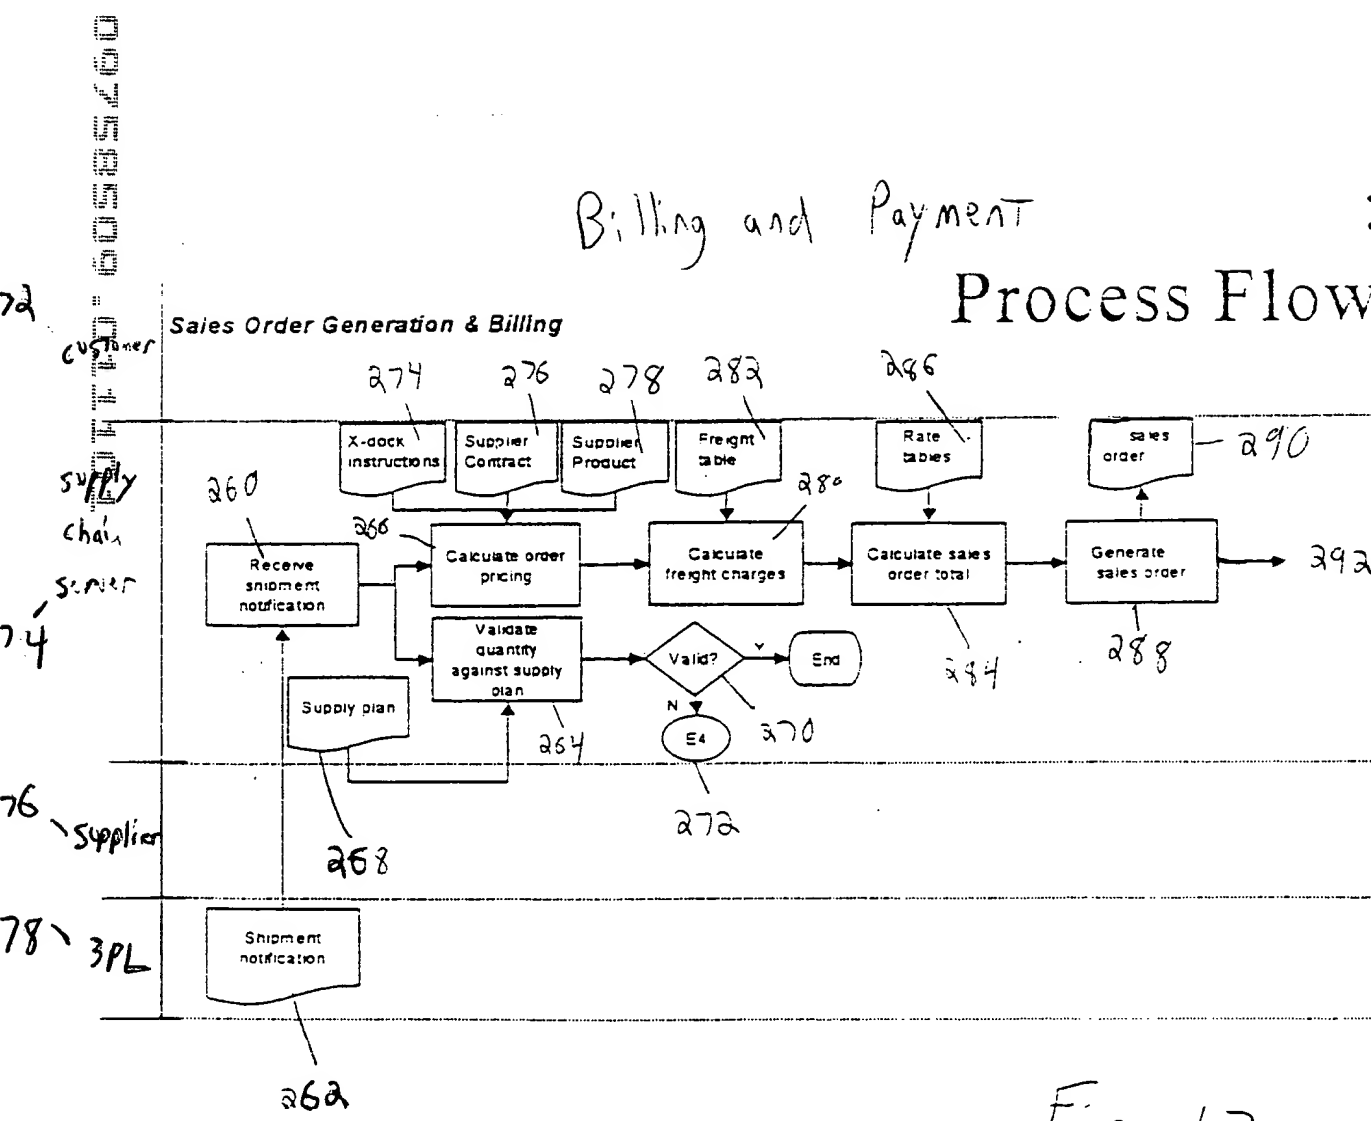 09758509
Billing and Payment
Process Flow
72
Sales Order Generation & Billing
customer
274
276
278
282
286
X-dock
instructions
Supplier
Contract
Supplier
Product
Freight
table
Rate
tables
sales
order
290
supply
chain
server
74
260
266
280
Receive
shipment
notification
Calculate order
pricing
Calculate
freight charges
Calculate sales
order total
Generate
sales order
292
Validate
quantity
against supply
plan
Valid?
Y
End
284
288
Supply plan
264
N
E4
270
272
76
supplier
268
78
3PL
Shipment
notification
262